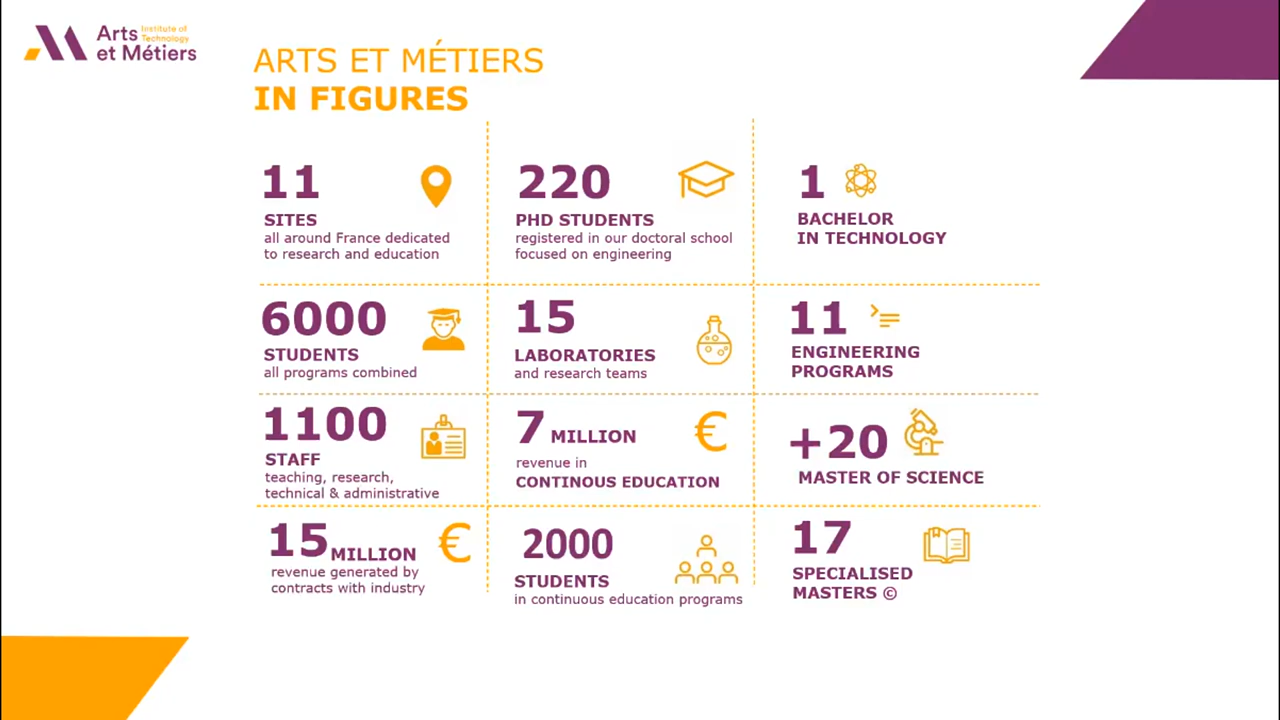 Arts Institute of
Technology
et Métiers
ARTS ET MÉTIERS
IN FIGURES
11
SITES
all around France dedicated
to research and education
220
PHD STUDENTS
registered in our doctoral school
focused on engineering
1
BACHELOR
IN TECHNOLOGY
6000
STUDENTS
all programs combined
15
LABORATORIES
and research teams
11
ENGINEERING
PROGRAMS
1100
STAFF
teaching, research,
technical & administrative
7 MILLION
€
revenue in
CONTINOUS EDUCATION
+20
MASTER OF SCIENCE
15 MILLION
€
revenue generated by
contracts with industry
2000
STUDENTS
in continuous education programs
17
SPECIALISED
MASTERS ©